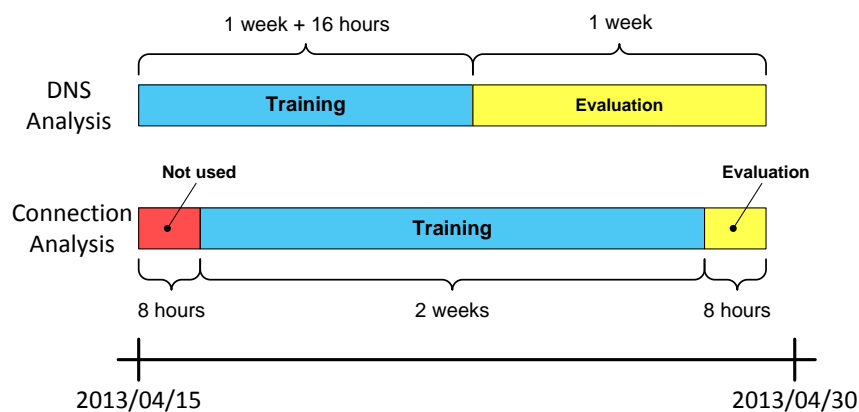 1 week + 16 hours
1 week
DNS
Analysis
Training
Evaluation
Not used
Evaluation
Connection
Analysis
Training
8 hours
2 weeks
8 hours
2013/04/15
2013/04/30